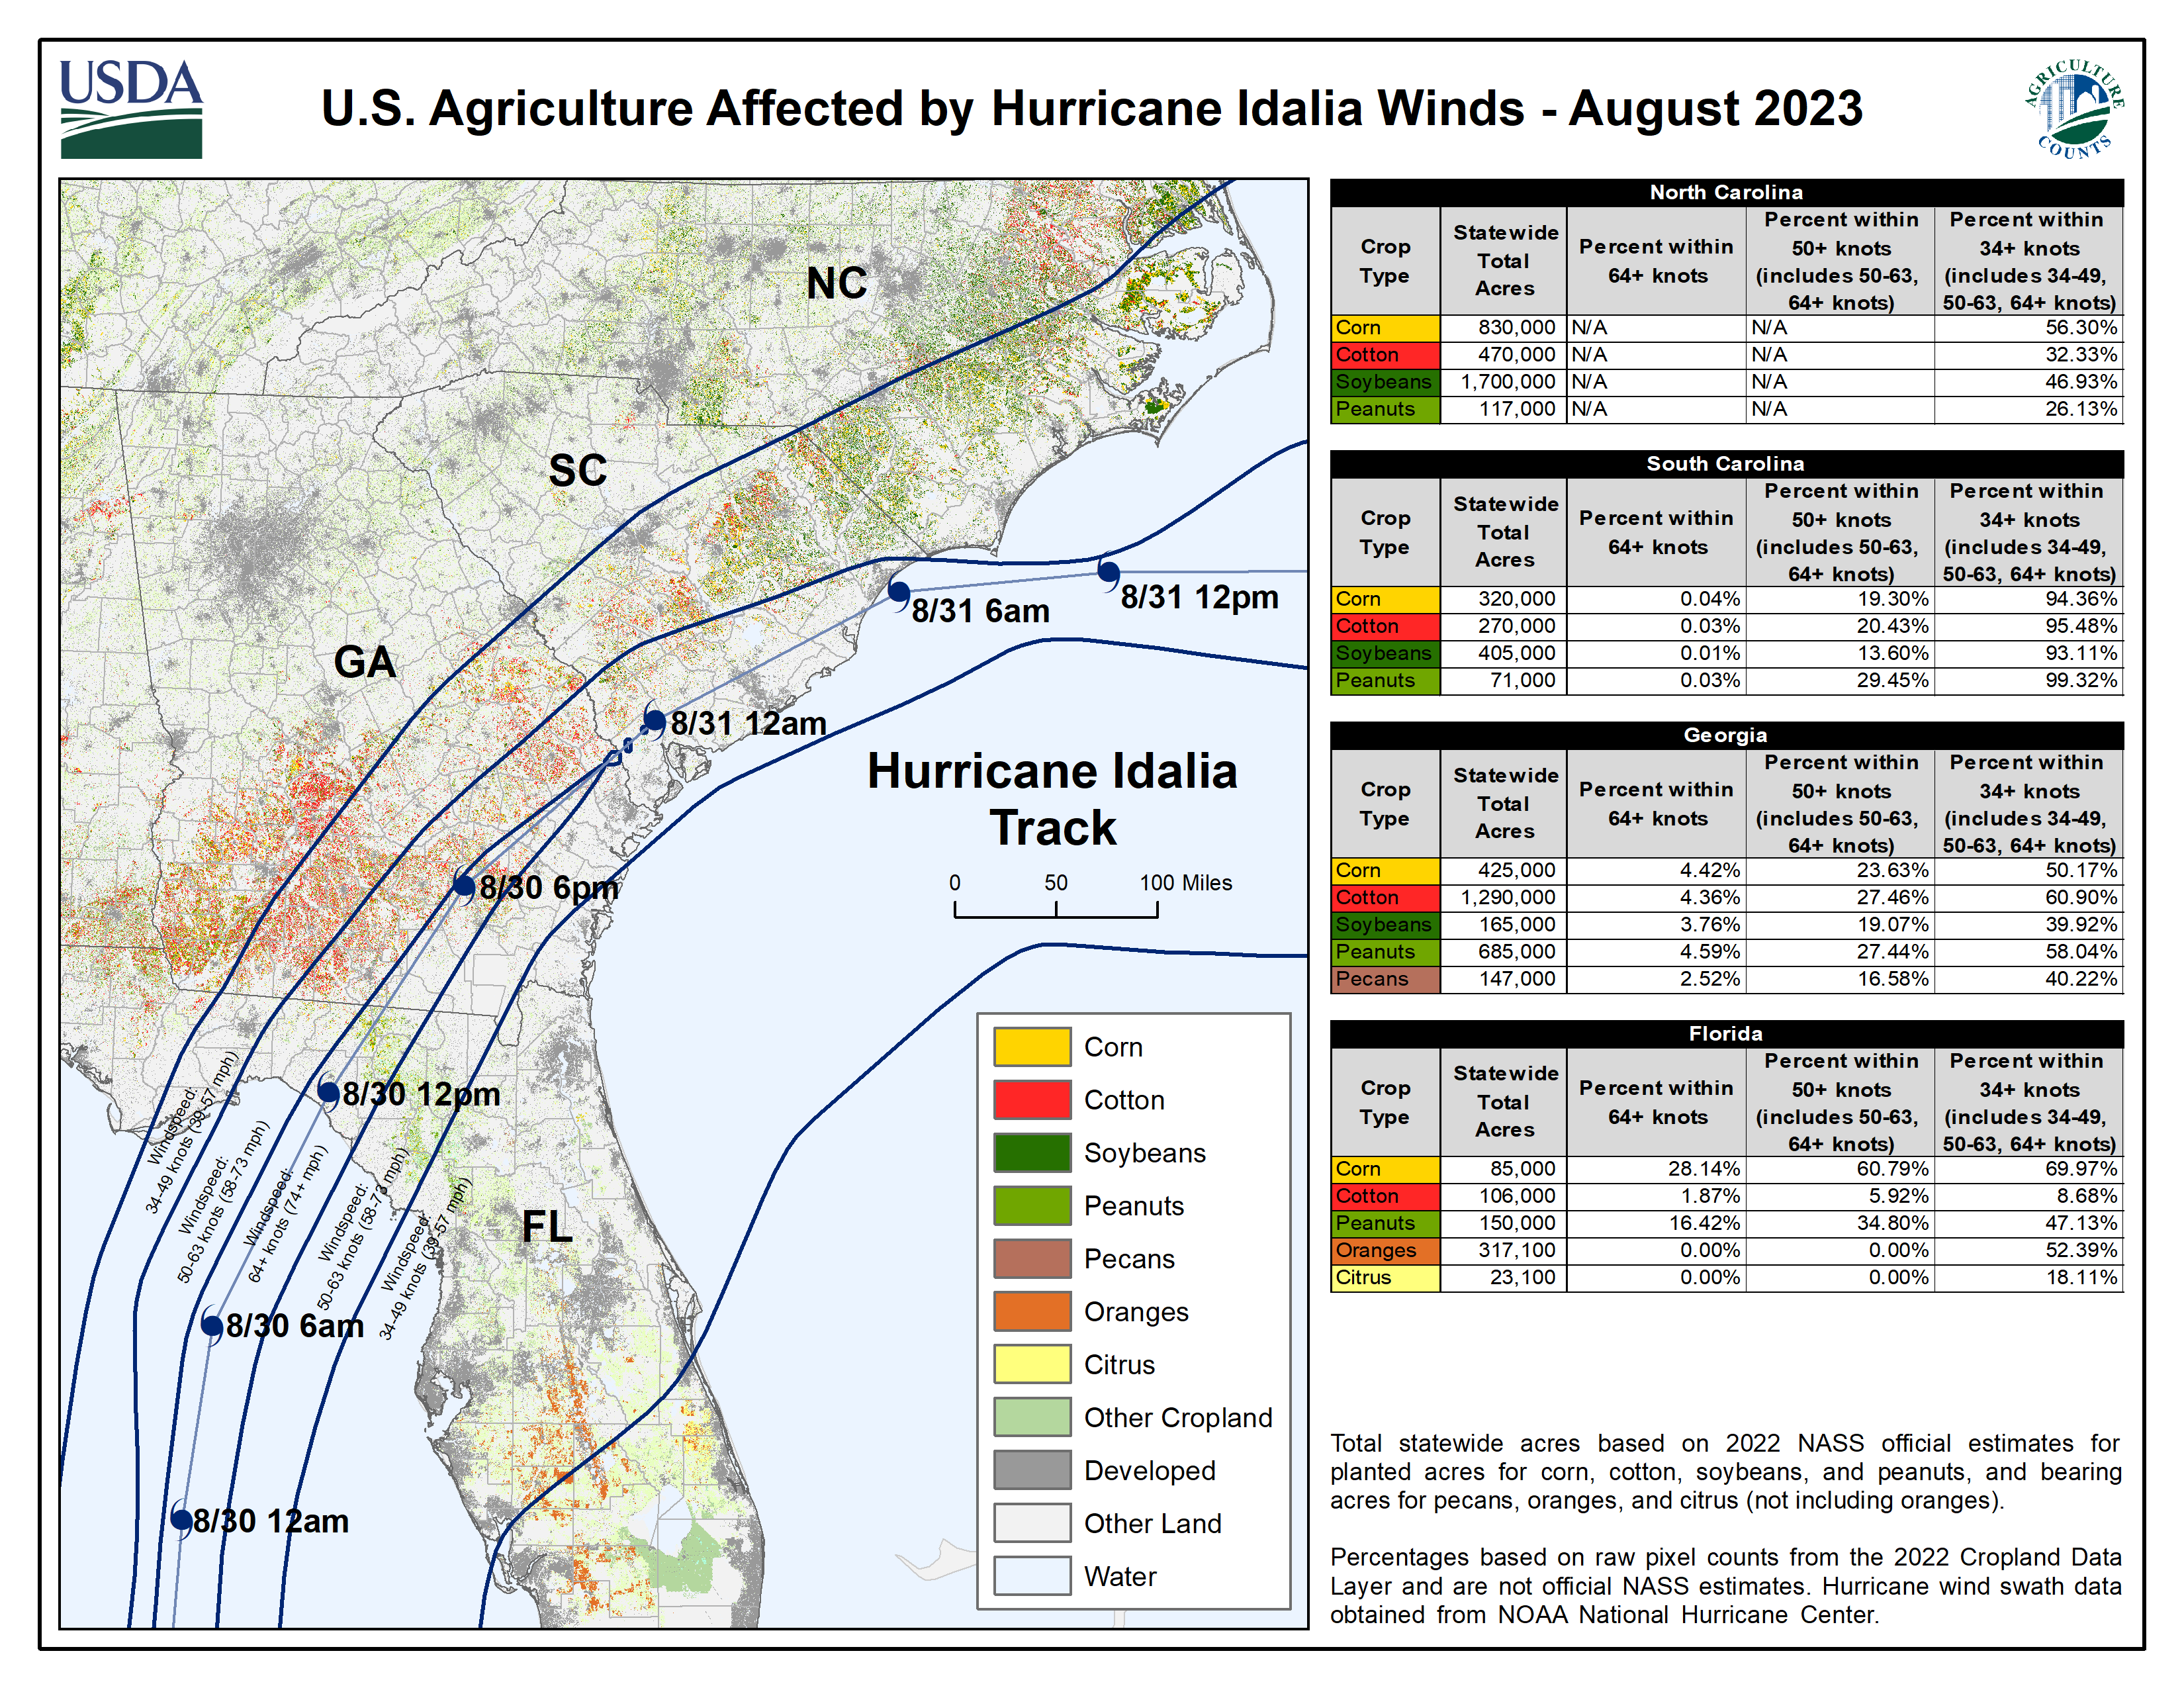 USDA
U.S. Agriculture Affected by Hurricane Idalia Winds - August 2023
AGRICULTURE
COUNTS
NC
SC
GA
FL
8/31 12pm
8/31 6am
8/31 12am
8/30 6pm
8/30 12pm
8/30 6am
8/30 12am
Hurricane Idalia
Track
0 50 100 Miles
Windspeed:
34-49 knots (39-57 mph)
Windspeed:
50-63 knots (58-73 mph)
Windspeed:
64+ knots (74+ mph)
Windspeed:
50-63 knots (58-73 mph)
Windspeed:
34-49 knots (39-57 mph)
Corn
Cotton
Soybeans
Peanuts
Pecans
Oranges
Citrus
Other Cropland
Developed
Other Land
Water
North Carolina
Crop Type | Statewide Total Acres | Percent within 64+ knots | Percent within 50+ knots (includes 50-63, 64+ knots) | Percent within 34+ knots (includes 34-49, 50-63, 64+ knots)
Corn 830,000 N/A N/A 56.30%
Cotton 470,000 N/A N/A 32.33%
Soybeans 1,700,000 N/A N/A 46.93%
Peanuts 117,000 N/A N/A 26.13%
South Carolina
Crop Type | Statewide Total Acres | Percent within 64+ knots | Percent within 50+ knots (includes 50-63, 64+ knots) | Percent within 34+ knots (includes 34-49, 50-63, 64+ knots)
Corn 320,000 0.04% 19.30% 94.36%
Cotton 270,000 0.03% 20.43% 95.48%
Soybeans 405,000 0.01% 13.60% 93.11%
Peanuts 71,000 0.03% 29.45% 99.32%
Georgia
Crop Type | Statewide Total Acres | Percent within 64+ knots | Percent within 50+ knots (includes 50-63, 64+ knots) | Percent within 34+ knots (includes 34-49, 50-63, 64+ knots)
Corn 425,000 4.42% 23.63% 50.17%
Cotton 1,290,000 4.36% 27.46% 60.90%
Soybeans 165,000 3.76% 19.07% 39.92%
Peanuts 685,000 4.59% 27.44% 58.04%
Pecans 147,000 2.52% 16.58% 40.22%
Florida
Crop Type | Statewide Total Acres | Percent within 64+ knots | Percent within 50+ knots (includes 50-63, 64+ knots) | Percent within 34+ knots (includes 34-49, 50-63, 64+ knots)
Corn 85,000 28.14% 60.79% 69.97%
Cotton 106,000 1.87% 5.92% 8.68%
Peanuts 150,000 16.42% 34.80% 47.13%
Oranges 317,100 0.00% 0.00% 52.39%
Citrus 23,100 0.00% 0.00% 18.11%
Total statewide acres based on 2022 NASS official estimates for
planted acres for corn, cotton, soybeans, and peanuts, and bearing
acres for pecans, oranges, and citrus (not including oranges).
Percentages based on raw pixel counts from the 2022 Cropland Data
Layer and are not official NASS estimates. Hurricane wind swath data
obtained from NOAA National Hurricane Center.